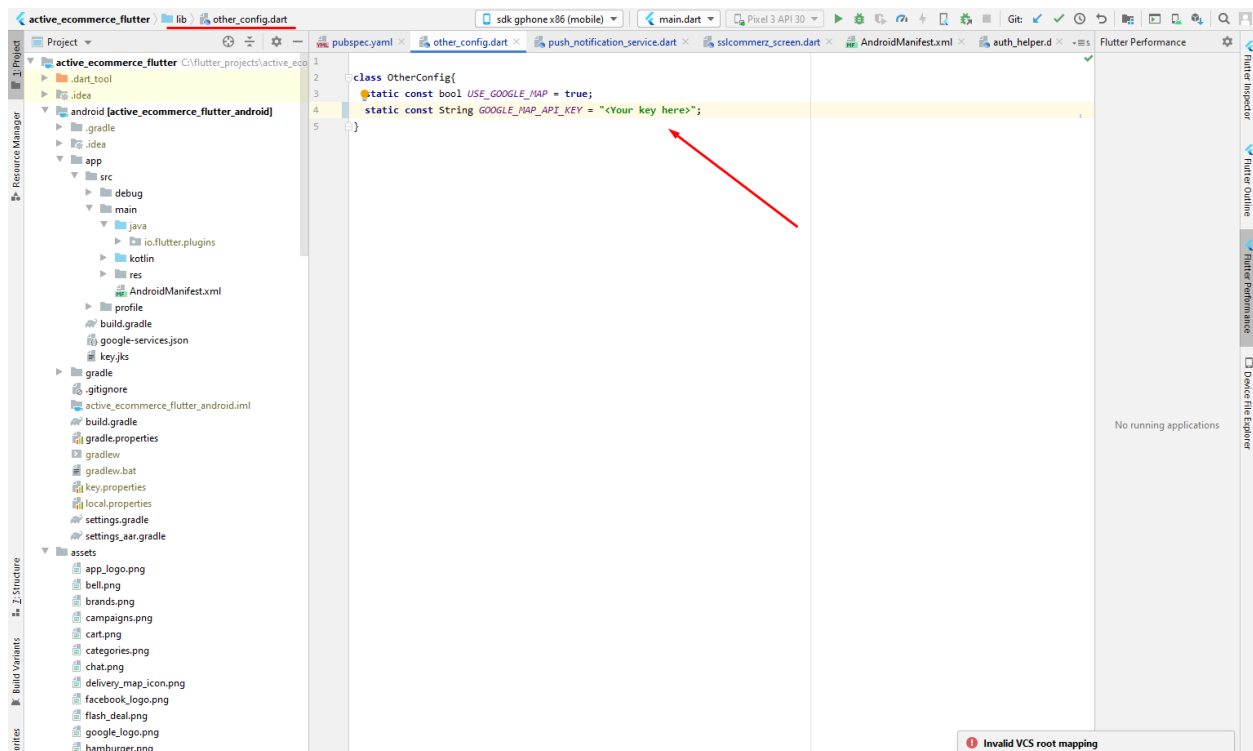 active_ecommerce_flutter lib other_config.dart
sdk gphone x86 (mobile) main.dart Pixel 3 API 30 Git:
Project
pubspec.yaml other_config.dart push_notification_service.dart sslcommerz_screen.dart AndroidManifest.xml auth_helper.d Flutter Performance
active_ecommerce_flutter C:\flutter_projects\active_eco
.dart_tool
.idea
android [active_ecommerce_flutter_android]
.gradle
.idea
app
src
debug
main
java
io.flutter.plugins
kotlin
res
AndroidManifest.xml
profile
build.gradle
google-services.json
key.jks
gradle
.gitignore
active_ecommerce_flutter_android.iml
build.gradle
gradle.properties
gradlew
gradlew.bat
key.properties
local.properties
settings.gradle
settings_aar.gradle
assets
app_logo.png
bell.png
brands.png
campaigns.png
cart.png
categories.png
chat.png
delivery_map_icon.png
facebook_logo.png
flash_deal.png
google_logo.png
hamburger.png
1
2 class OtherConfig{
3 static const bool USE_GOOGLE_MAP = true;
4 static const String GOOGLE_MAP_API_KEY = "<Your key here>";
5 }
No running applications
Invalid VCS root mapping
1: Project
Resource Manager
7: Structure
Build Variants
orites
Flutter Inspector
Flutter Outline
Flutter Performance
Device File Explorer